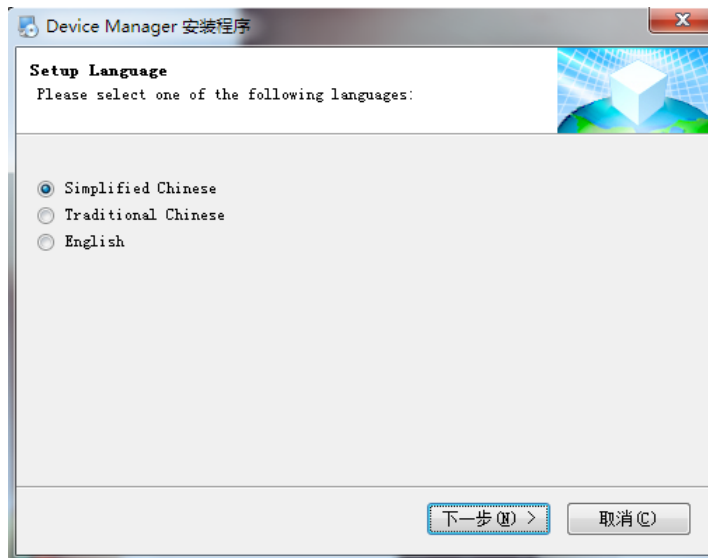 Device Manager 安装程序
Setup Language
Please select one of the following languages:
Simplified Chinese
Traditional Chinese
English
下一步(N) >
取消(C)